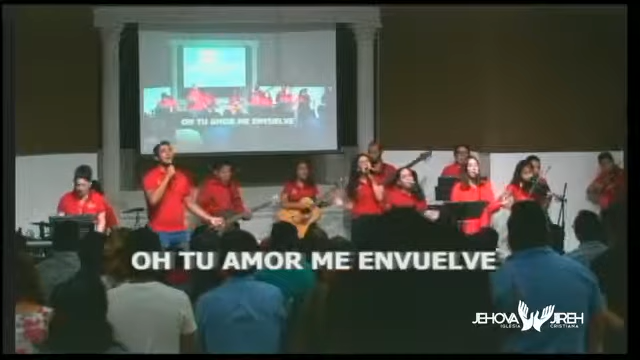 OH TU AMOR ME ENVUELVE
OH TU AMOR ME ENVUELVE
JEHOVA JIREH
IGLESIA CRISTIANA